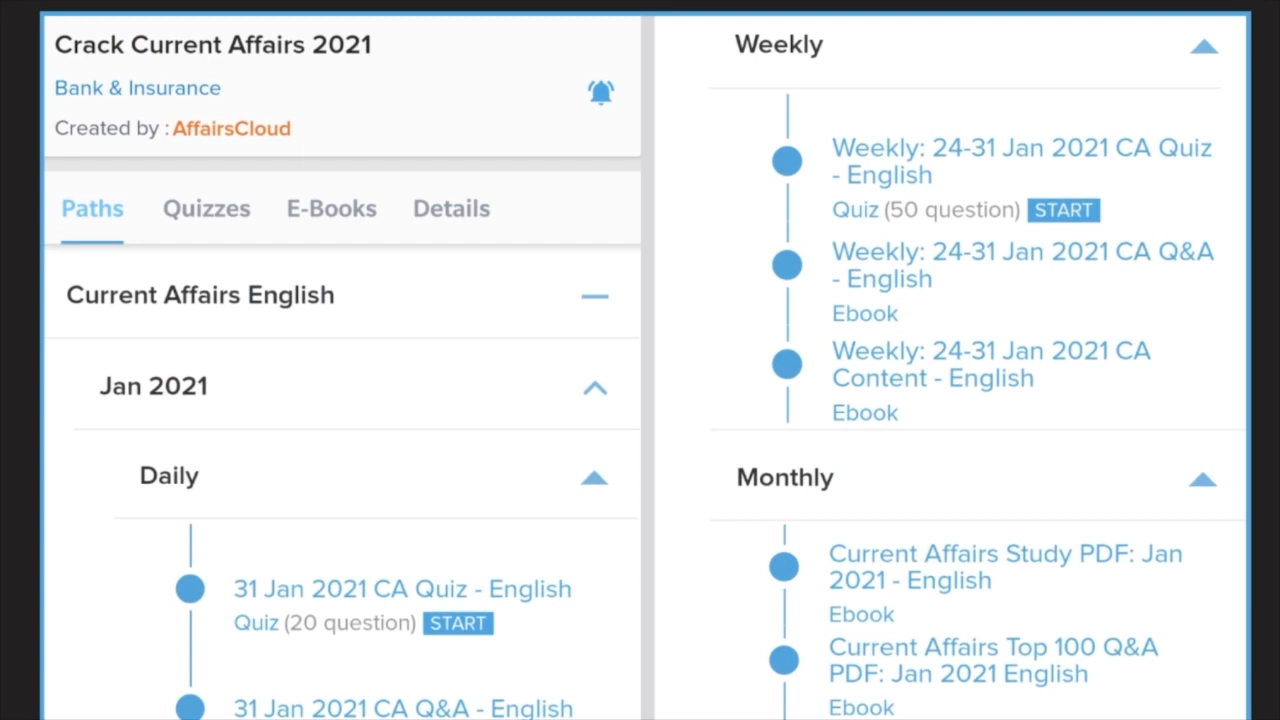 Crack Current Affairs 2021
Bank & Insurance
Created by : AffairsCloud
Paths Quizzes E-Books Details
Current Affairs English
Jan 2021
Daily
31 Jan 2021 CA Quiz - English
Quiz (20 question) START
31 Jan 2021 CA Q&A - English
Weekly
Weekly: 24-31 Jan 2021 CA Quiz
- English
Quiz (50 question) START
Weekly: 24-31 Jan 2021 CA Q&A
- English
Ebook
Weekly: 24-31 Jan 2021 CA
Content - English
Ebook
Monthly
Current Affairs Study PDF: Jan
2021 - English
Ebook
Current Affairs Top 100 Q&A
PDF: Jan 2021 English
Ebook